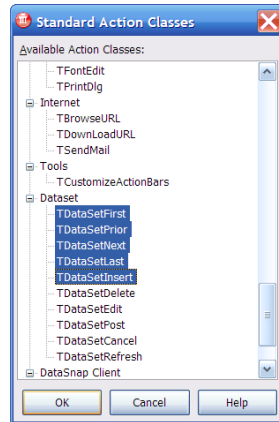 Standard Action Classes
Available Action Classes:
TFontEdit
TPrintDlg
Internet
TBrowseURL
TDownLoadURL
TSendMail
Tools
TCustomizeActionBars
Dataset
TDataSetFirst
TDataSetPrior
TDataSetNext
TDataSetLast
TDataSetInsert
TDataSetDelete
TDataSetEdit
TDataSetPost
TDataSetCancel
TDataSetRefresh
DataSnap Client
OK Cancel Help